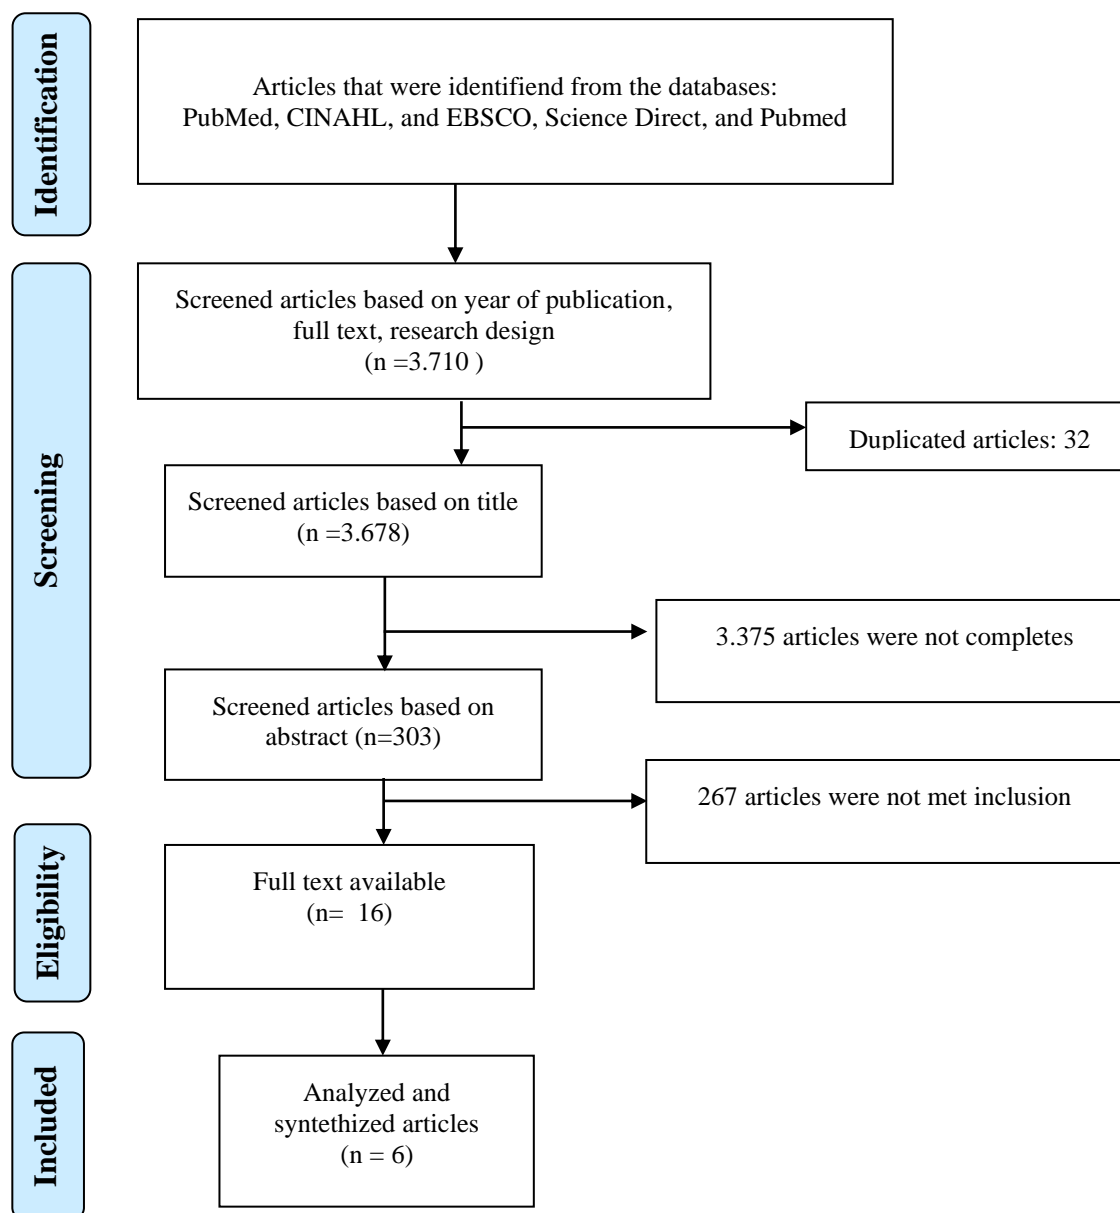 Identification
Articles that were identifiend from the databases:
PubMed, CINAHL, and EBSCO, Science Direct, and Pubmed
Screening
Screened articles based on year of publication,
full text, research design
(n =3.710 )
Duplicated articles: 32
Screened articles based on title
(n =3.678)
3.375 articles were not completes
Screened articles based on
abstract (n=303)
267 articles were not met inclusion
Eligibility
Full text available
(n=  16)
Included
Analyzed and
syntethized articles
(n = 6)